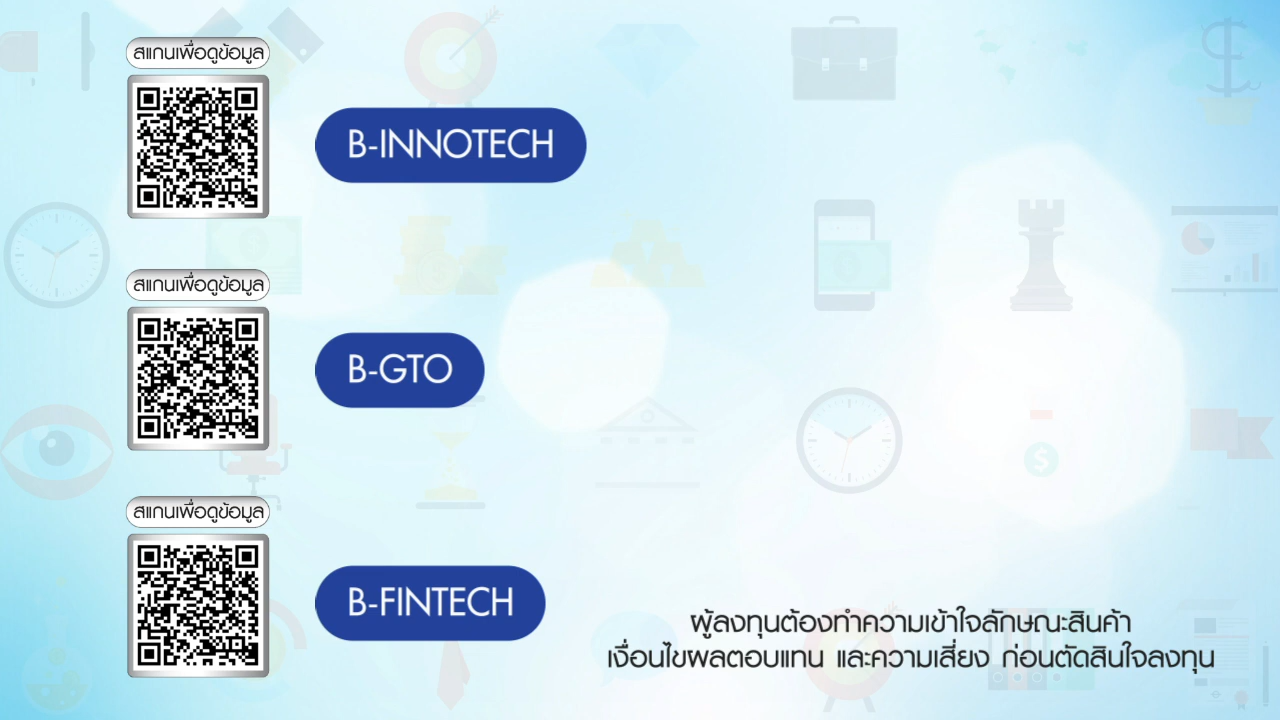 สแกนเพื่อดูข้อมูล
B-INNOTECH
สแกนเพื่อดูข้อมูล
B-GTO
สแกนเพื่อดูข้อมูล
B-FINTECH
ผู้ลงทุนต้องทำความเข้าใจลักษณะสินค้า
เงื่อนไขผลตอบแทน และความเสี่ยง ก่อนตัดสินใจลงทุน